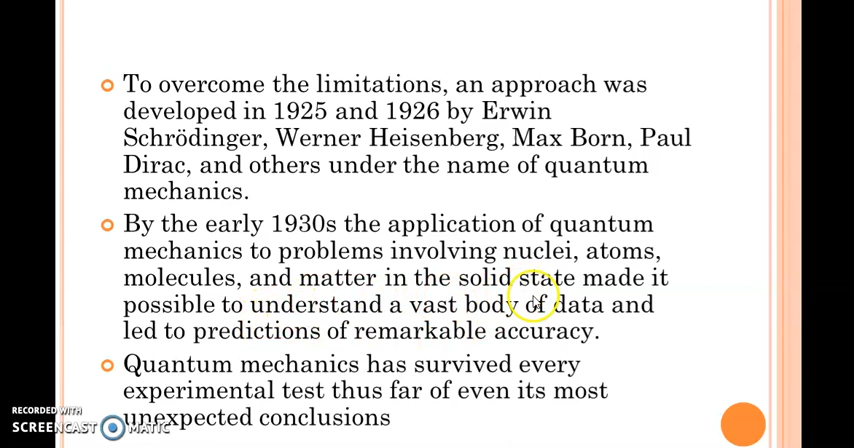 To overcome the limitations, an approach was
developed in 1925 and 1926 by Erwin
Schrödinger, Werner Heisenberg, Max Born, Paul
Dirac, and others under the name of quantum
mechanics.
By the early 1930s the application of quantum
mechanics to problems involving nuclei, atoms,
molecules, and matter in the solid state made it
possible to understand a vast body of data and
led to predictions of remarkable accuracy.
Quantum mechanics has survived every
experimental test thus far of even its most
unexpected conclusions
RECORDED WITH
SCREENCAST MATIC